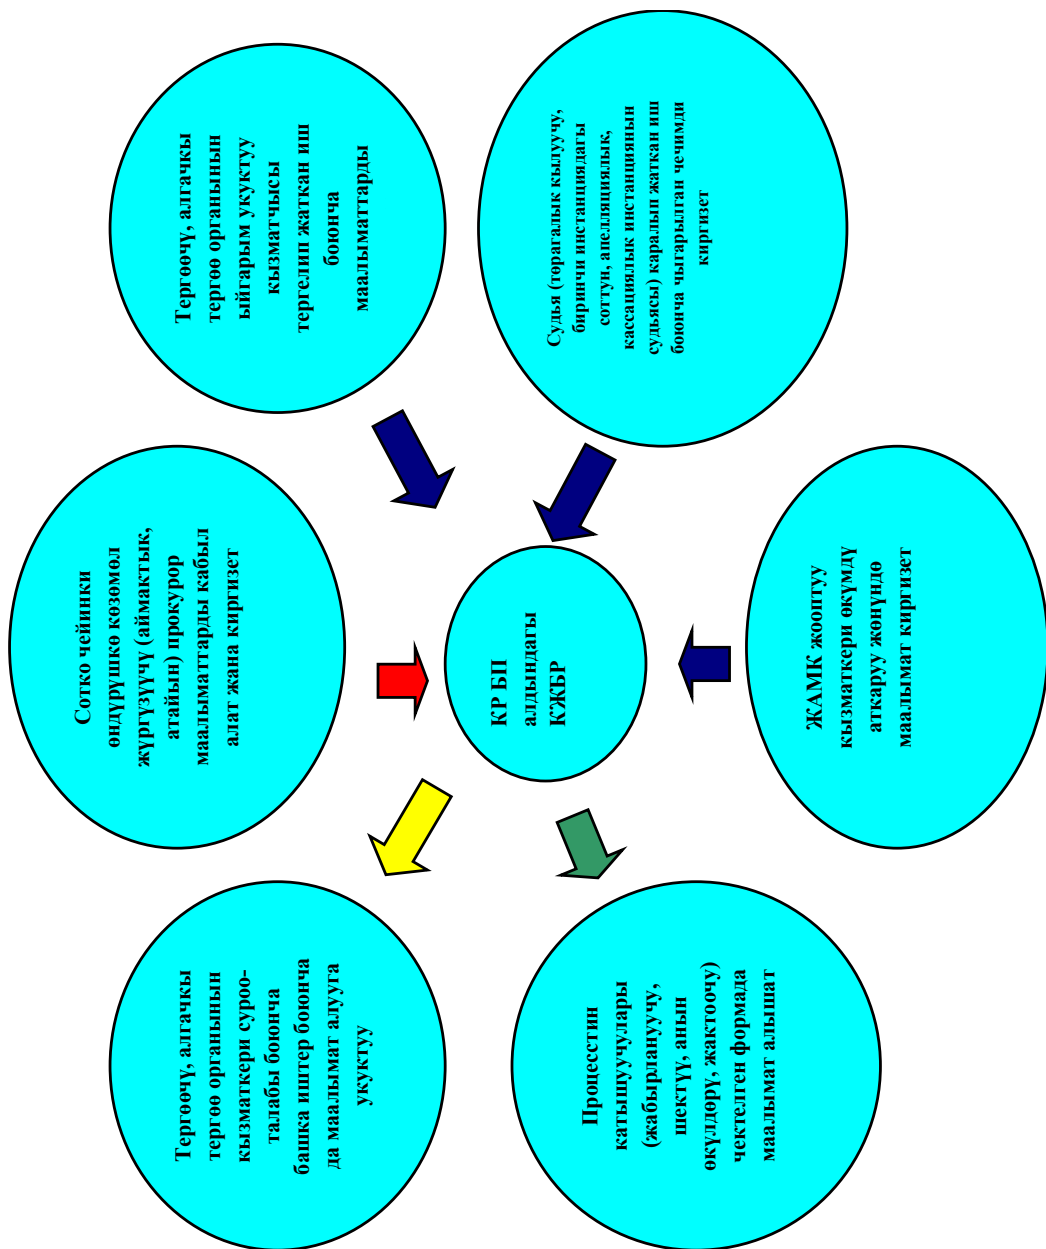 Сотко чейинки
өндүрүшкө көзөмөл
жүргүзүүчү (аймактык,
атайын) прокурор
маалыматтарды кабыл
алат жана киргизет
Тергөөчү, алгачкы
тергөө органынын
кызматкери суроо-
талабы боюнча
башка иштер боюнча
да маалымат алууга
укуктуу
Тергөөчү, алгачкы
тергөө органынын
ыйгарым укуктуу
кызматчысы
тергелип жаткан иш
боюнча
маалыматтарды
КР БП
алдындагы
КЖБР
Процесстин
катышуучулары
(жабырлануучу,
шектүү, анын
өкүлдөрү, жактоочу)
чектелген формада
маалымат алышат
Судья (төрагалык кылуучу,
биринчи инстанциядагы
соттун, апелляциялык,
кассациялык инстанциянын
судьясы) каралып жаткан иш
боюнча чыгарылган чечимди
киргизет
ЖАМК жооптуу
кызматкери өкүмдү
аткаруу жөнүндө
маалымат киргизет